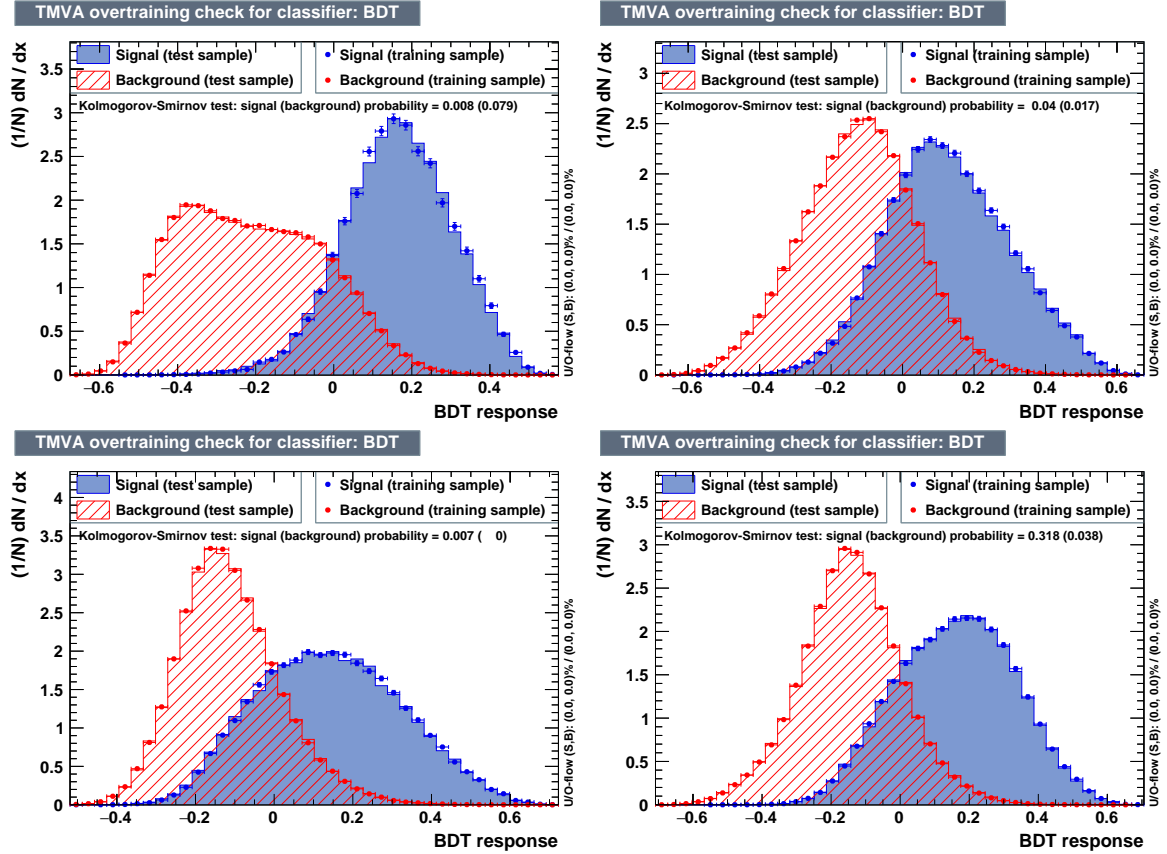 TMVA overtraining check for classifier: BDT
Signal (test sample)
Background (test sample)
Signal (training sample)
Background (training sample)
Kolmogorov-Smirnov test: signal (background) probability = 0.008 (0.079)
(1/N) dN / dx
3.5
3
2.5
2
1.5
1
0.5
0
−0.6 −0.4 −0.2 0 0.2 0.4
BDT response
U/O-flow (S,B): (0.0, 0.0)% / (0.0, 0.0)%
TMVA overtraining check for classifier: BDT
Signal (test sample)
Background (test sample)
Signal (training sample)
Background (training sample)
Kolmogorov-Smirnov test: signal (background) probability = 0.04 (0.017)
(1/N) dN / dx
3
2.5
2
1.5
1
0.5
0
−0.6 −0.4 −0.2 0 0.2 0.4 0.6
BDT response
U/O-flow (S,B): (0.0, 0.0)% / (0.0, 0.0)%
TMVA overtraining check for classifier: BDT
Signal (test sample)
Background (test sample)
Signal (training sample)
Background (training sample)
Kolmogorov-Smirnov test: signal (background) probability = 0.007 ( 0)
(1/N) dN / dx
4
3.5
3
2.5
2
1.5
1
0.5
0
−0.4 −0.2 0 0.2 0.4 0.6
BDT response
U/O-flow (S,B): (0.0, 0.0)% / (0.0, 0.0)%
TMVA overtraining check for classifier: BDT
Signal (test sample)
Background (test sample)
Signal (training sample)
Background (training sample)
Kolmogorov-Smirnov test: signal (background) probability = 0.318 (0.038)
(1/N) dN / dx
3.5
3
2.5
2
1.5
1
0.5
0
−0.6 −0.4 −0.2 0 0.2 0.4 0.6
BDT response
U/O-flow (S,B): (0.0, 0.0)% / (0.0, 0.0)%